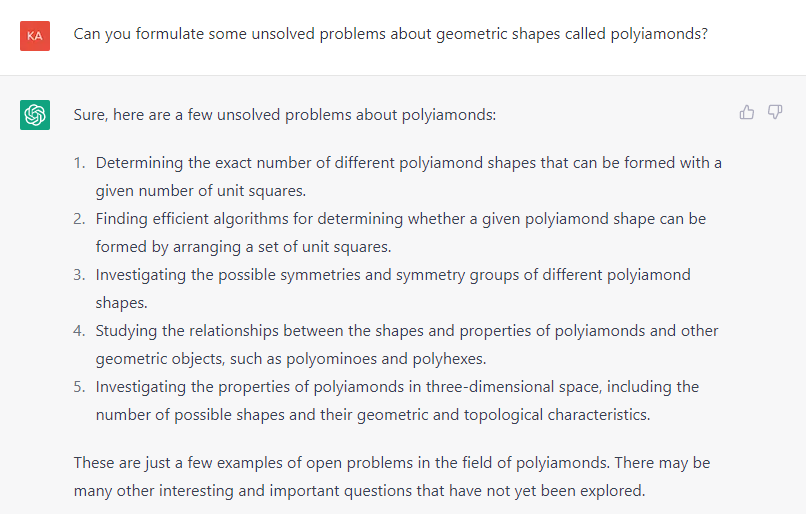 KA
Can you formulate some unsolved problems about geometric shapes called polyiamonds?
Sure, here are a few unsolved problems about polyiamonds:
1. Determining the exact number of different polyiamond shapes that can be formed with a
given number of unit squares.
2. Finding efficient algorithms for determining whether a given polyiamond shape can be
formed by arranging a set of unit squares.
3. Investigating the possible symmetries and symmetry groups of different polyiamond
shapes.
4. Studying the relationships between the shapes and properties of polyiamonds and other
geometric objects, such as polyominoes and polyhexes.
5. Investigating the properties of polyiamonds in three-dimensional space, including the
number of possible shapes and their geometric and topological characteristics.
These are just a few examples of open problems in the field of polyiamonds. There may be
many other interesting and important questions that have not yet been explored.